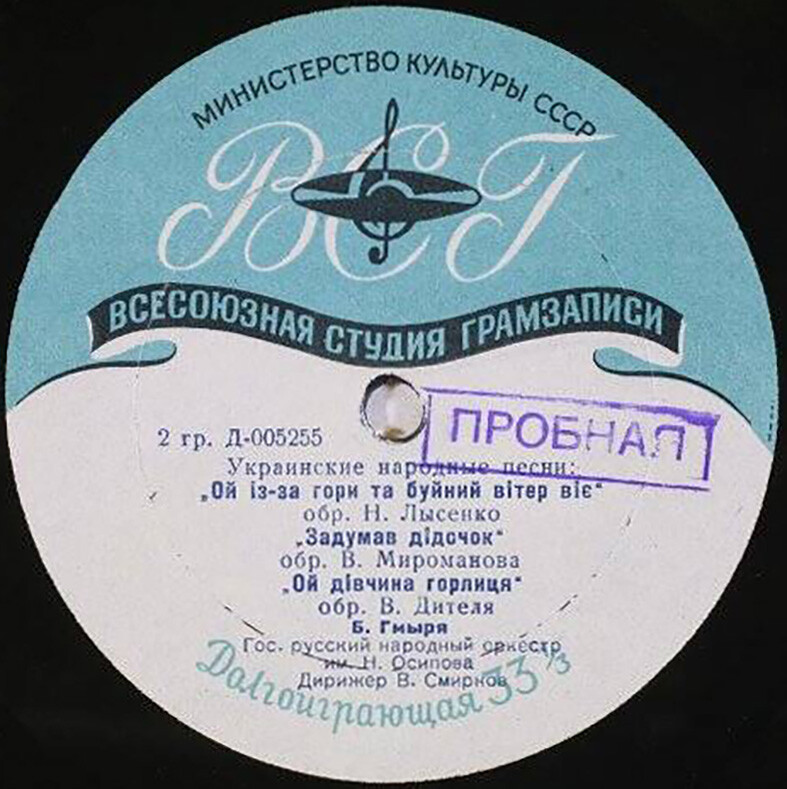 МИНИСТЕРСТВО КУЛЬТУРЫ СССР
ВСГ
ВСЕСОЮЗНАЯ СТУДИЯ ГРАМЗАПИСИ
ПРОБНАЯ
2 гр. Д-005255
Украинские народные песни:
„Ой із-за гори та буйний вітер віє“
обр. Н. Лысенко
„Задумав дідочок“
обр. В. Мироманова
„Ой дівчина горлиця“
обр. В. Дителя
Б. Гмыря
Гос. русский народный оркестр
им. Н. Осипова
Дирижер В. Смирнов
Долгоиграющая 33⅓